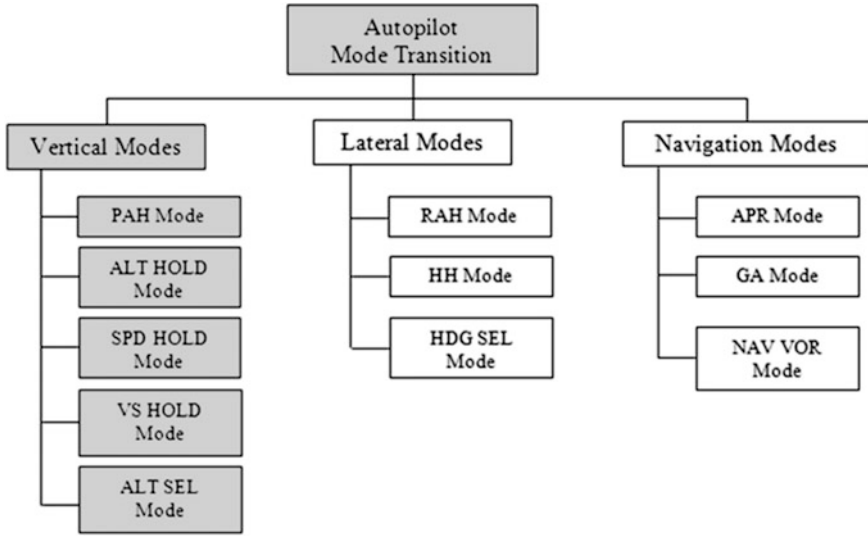 Autopilot
Mode Transition
Vertical Modes
PAH Mode
ALT HOLD
Mode
SPD HOLD
Mode
VS HOLD
Mode
ALT SEL
Mode
Lateral Modes
RAH Mode
HH Mode
HDG SEL
Mode
Navigation Modes
APR Mode
GA Mode
NAV VOR
Mode